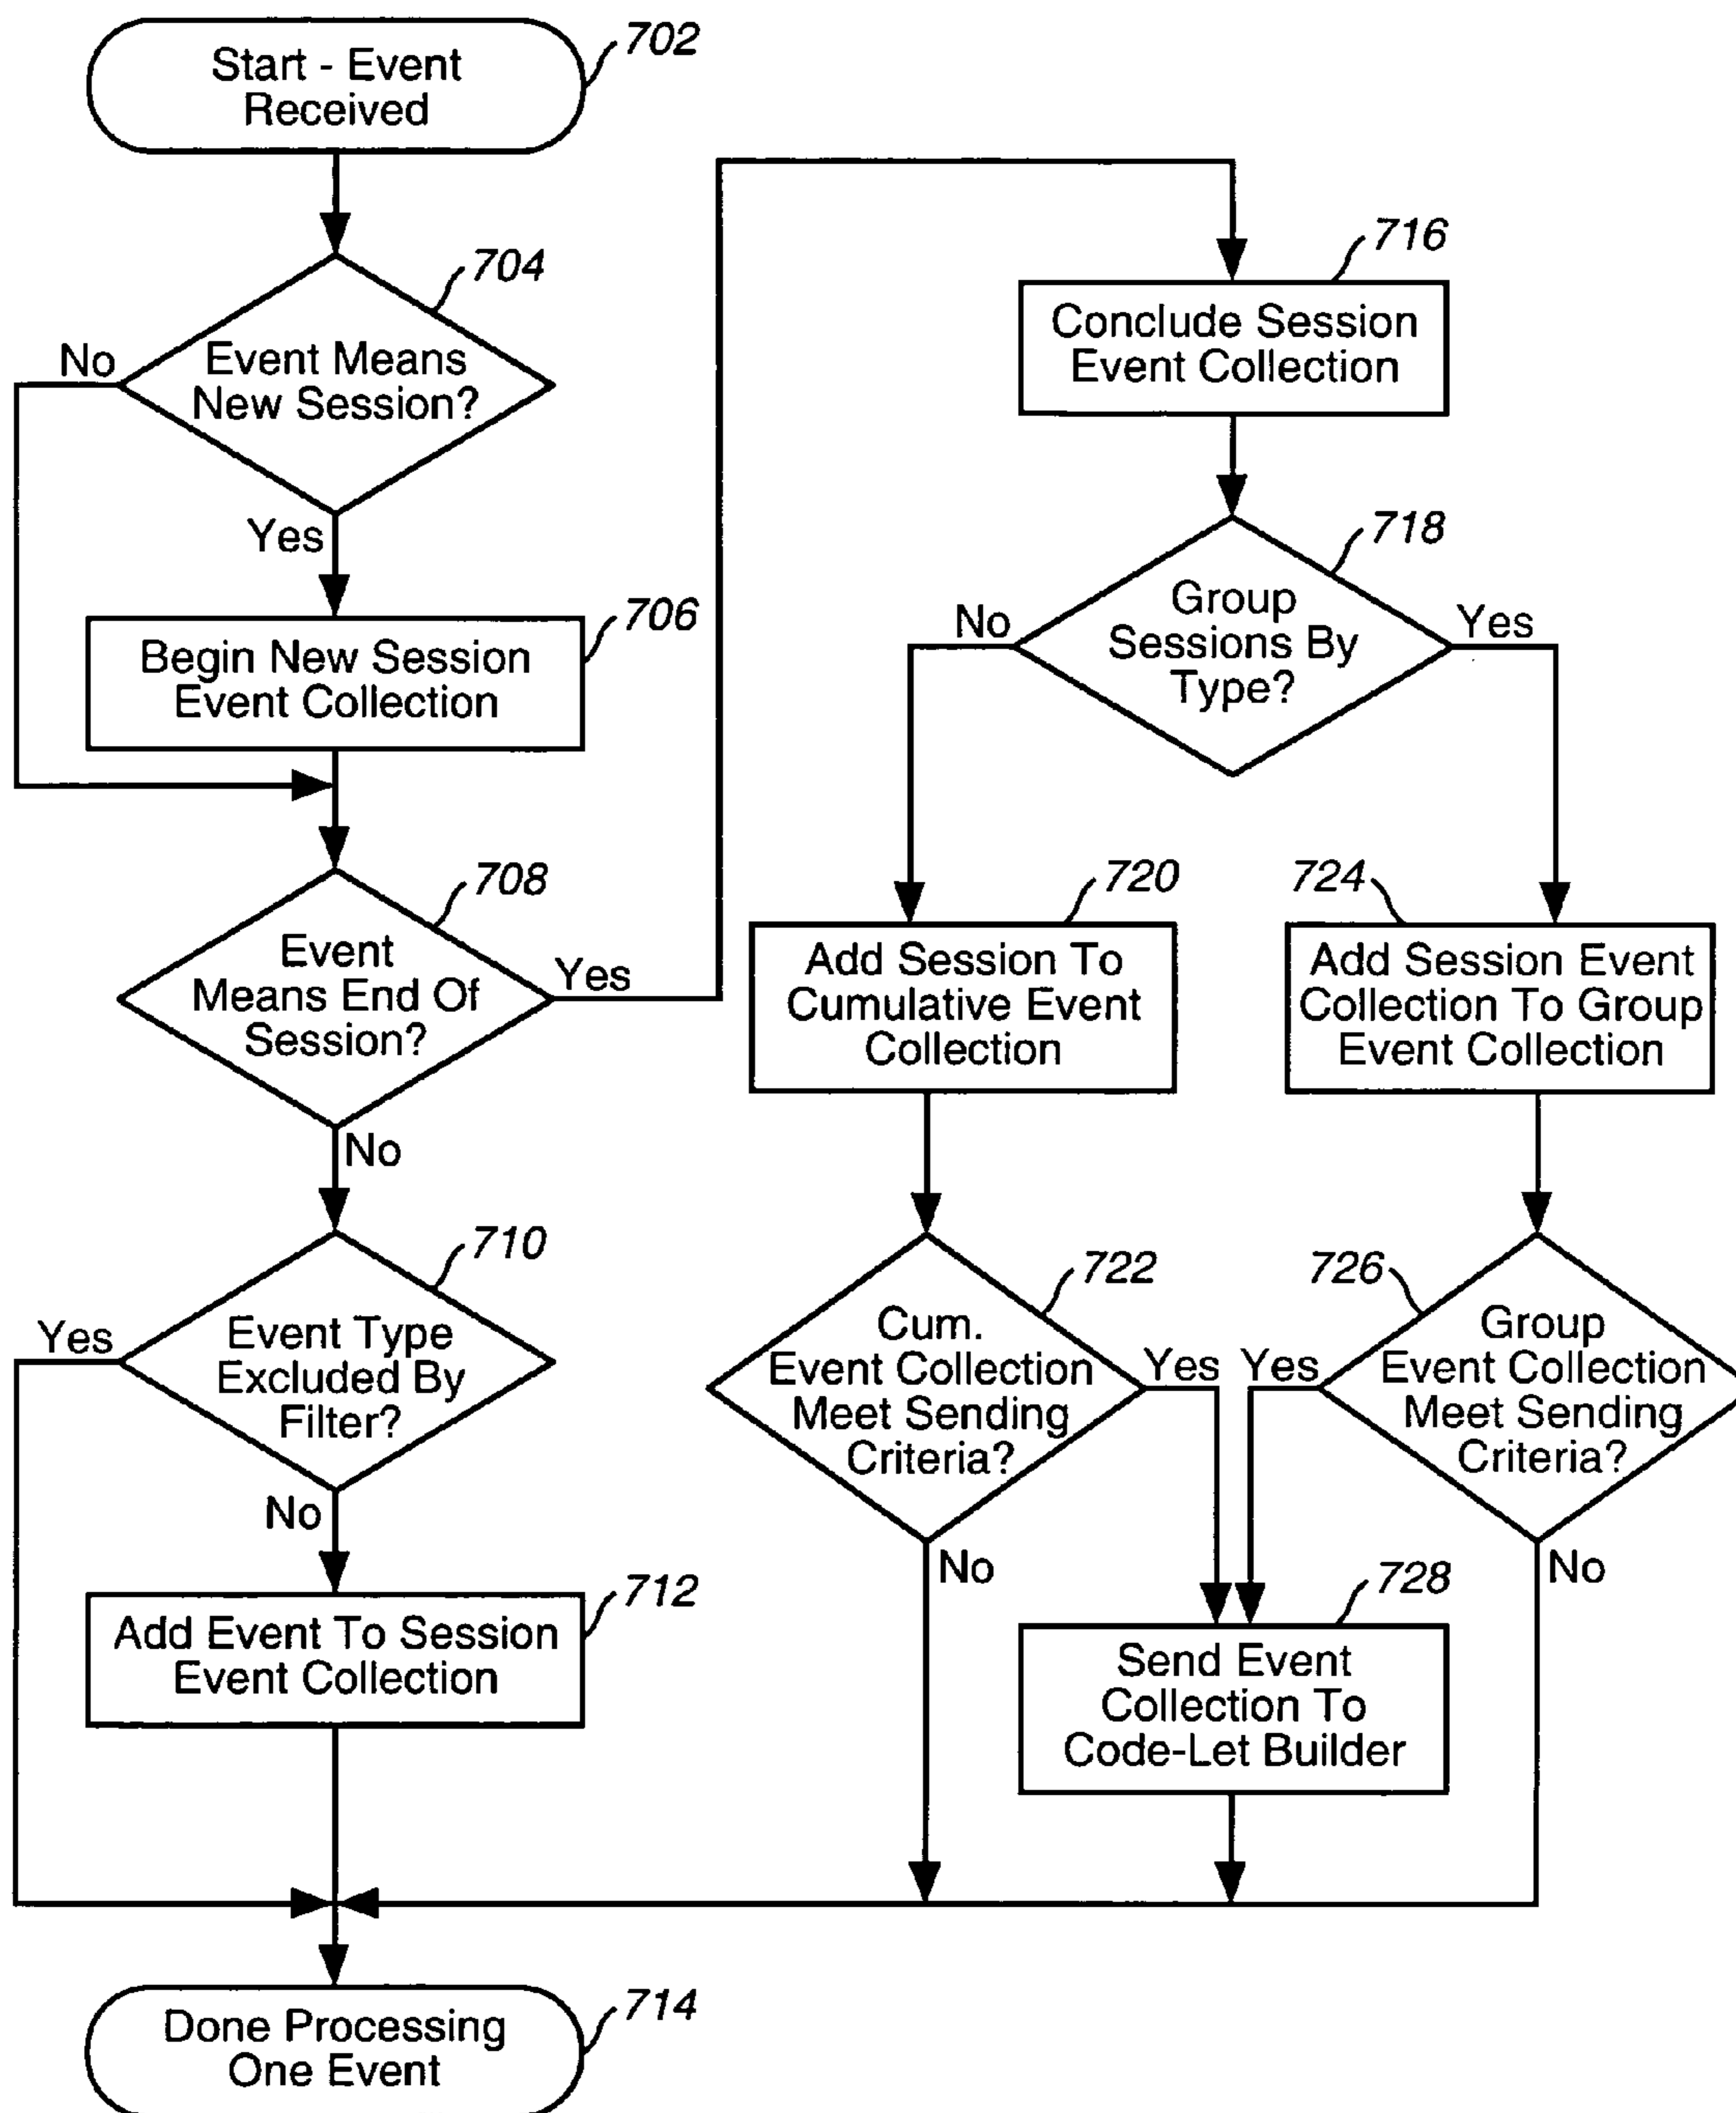 Start - Event
Received
702
704
Event Means
New Session?
No
Yes
Begin New Session
Event Collection
706
708
Event
Means End Of
Session?
Yes
No
710
Event Type
Excluded By
Filter?
Yes
No
Add Event To Session
Event Collection
712
Done Processing
One Event
714
716
Conclude Session
Event Collection
718
Group
Sessions By
Type?
No
Yes
720
Add Session To
Cumulative Event
Collection
724
Add Session Event
Collection To Group
Event Collection
722
Cum.
Event Collection
Meet Sending
Criteria?
Yes
No
726
Group
Event Collection
Meet Sending
Criteria?
Yes
No
728
Send Event
Collection To
Code-Let Builder